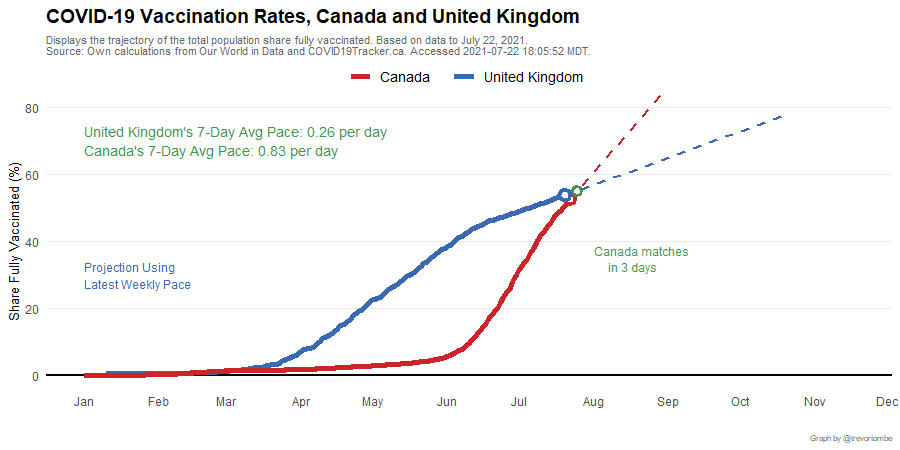 COVID-19 Vaccination Rates, Canada and United Kingdom
Displays the trajectory of the total population share fully vaccinated. Based on data to July 22, 2021.
Source: Own calculations from Our World in Data and COVID19Tracker.ca. Accessed 2021-07-22 18:05:52 MDT.
Canada United Kingdom
80
United Kingdom's 7-Day Avg Pace: 0.26 per day
Canada's 7-Day Avg Pace: 0.83 per day
60
Share Fully Vaccinated (%)
40
Canada matches
in 3 days
Projection Using
Latest Weekly Pace
20
0
Jan Feb Mar Apr May Jun Jul Aug Sep Oct Nov Dec
Graph by @trevortombe